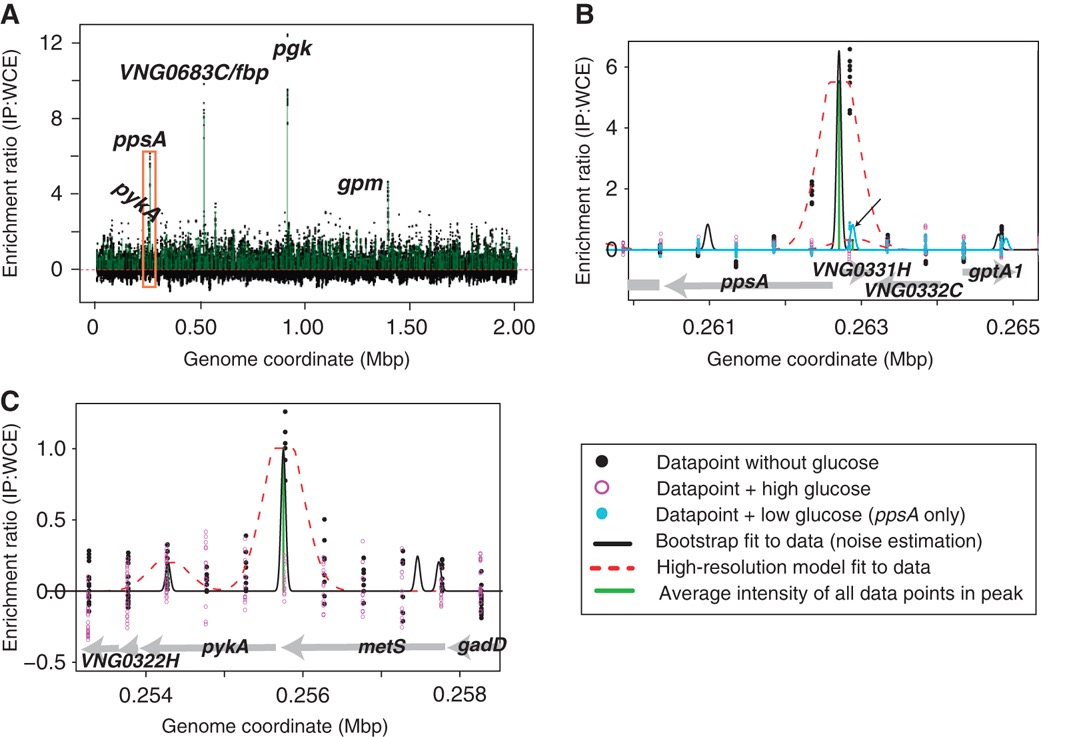 A
Enrichment ratio (IP:WCE)
12
8
4
0
pgk
VNG0683C/fbp
ppsA
pykA
gpm
0
0.50
1.00
1.50
2.00
Genome coordinate (Mbp)
B
Enrichment ratio (IP:WCE)
6
4
2
0
VNG0331H
gptA1
ppsA
VNG0332C
0.261
0.263
0.265
Genome coordinate (Mbp)
C
Enrichment ratio (IP:WCE)
1.0
0.5
0.0
−0.5
pykA
metS
gadD
VNG0322H
0.254
0.256
0.258
Genome coordinate (Mbp)
Datapoint without glucose
Datapoint + high glucose
Datapoint + low glucose (ppsA only)
Bootstrap fit to data (noise estimation)
High-resolution model fit to data
Average intensity of all data points in peak